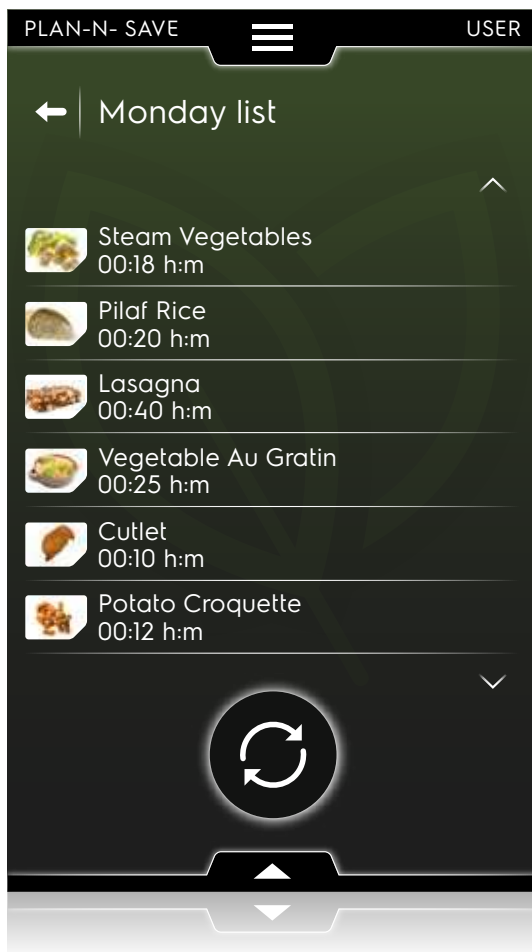 PLAN-N- SAVE
USER
Monday list
Steam Vegetables
00:18 h:m
Pilaf Rice
00:20 h:m
Lasagna
00:40 h:m
Vegetable Au Gratin
00:25 h:m
Cutlet
00:10 h:m
Potato Croquette
00:12 h:m